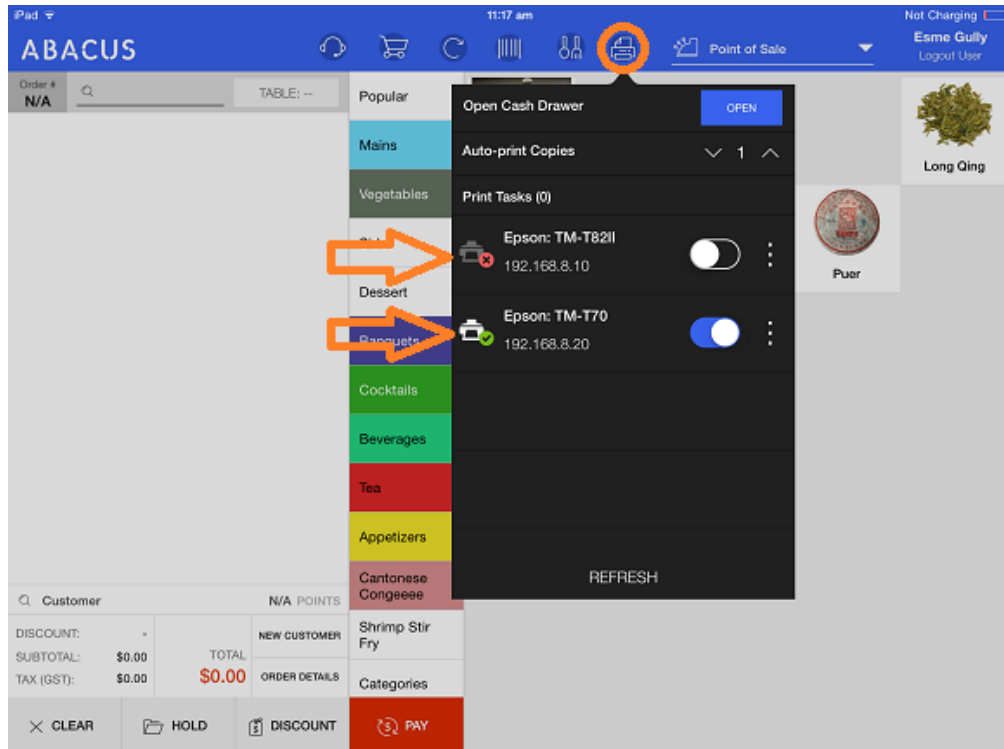 iPad
11:17 am
Not Charging
ABACUS
Point of Sale
Esme Gully
Logout User
Order #
N/A
TABLE: --
Popular
Mains
Vegetables
Dessert
Banquets
Cocktails
Beverages
Tea
Appetizers
Cantonese
Congeeee
Shrimp Stir
Fry
Categories
Open Cash Drawer
OPEN
Auto-print Copies
1
Print Tasks (0)
Epson: TM-T82II
192.168.8.10
Epson: TM-T70
192.168.8.20
REFRESH
Long Qing
Puer
Customer
N/A POINTS
DISCOUNT: -
SUBTOTAL: $0.00
TAX (GST): $0.00
TOTAL
$0.00
NEW CUSTOMER
ORDER DETAILS
CLEAR
HOLD
DISCOUNT
PAY